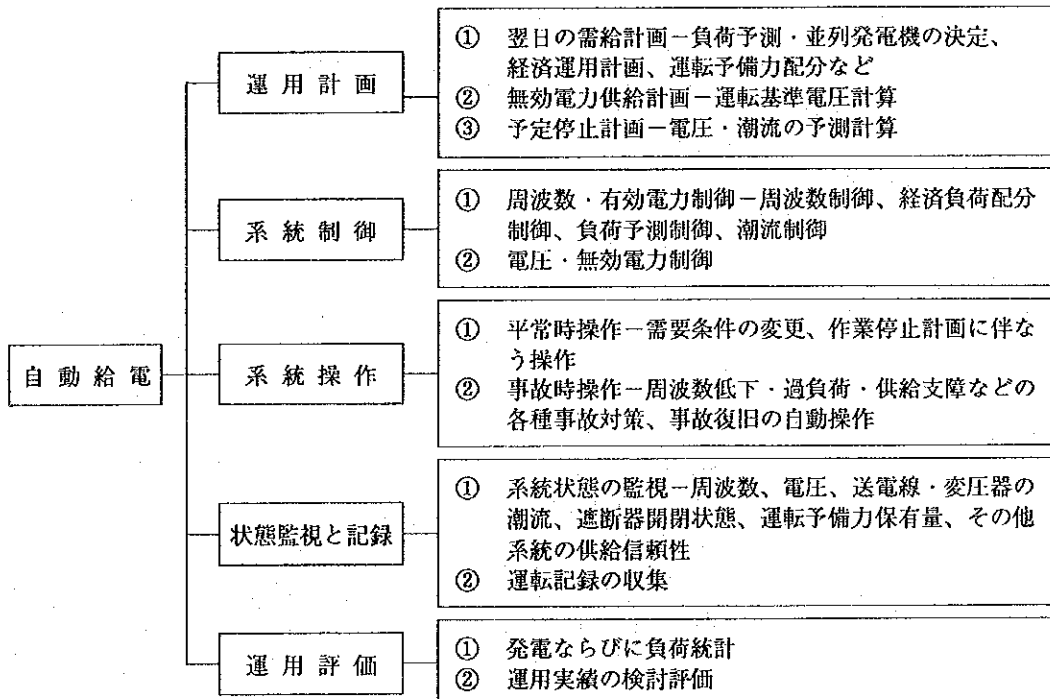 自動給電
運用計画
① 翌日の需給計画－負荷予測・並列発電機の決定、
経済運用計画、運転予備力配分など
② 無効電力供給計画－運転基準電圧計算
③ 予定停止計画－電圧・潮流の予測計算
系統制御
① 周波数・有効電力制御－周波数制御、経済負荷配分
制御、負荷予測制御、潮流制御
② 電圧・無効電力制御
系統操作
① 平常時操作－需要条件の変更、作業停止計画に伴な
う操作
② 事故時操作－周波数低下・過負荷・供給支障などの
各種事故対策、事故復旧の自動操作
状態監視と記録
① 系統状態の監視－周波数、電圧、送電線・変圧器の
潮流、遮断器開閉状態、運転予備力保有量、その他
系統の供給信頼性
② 運転記録の収集
運用評価
① 発電ならびに負荷統計
② 運用実績の検討評価